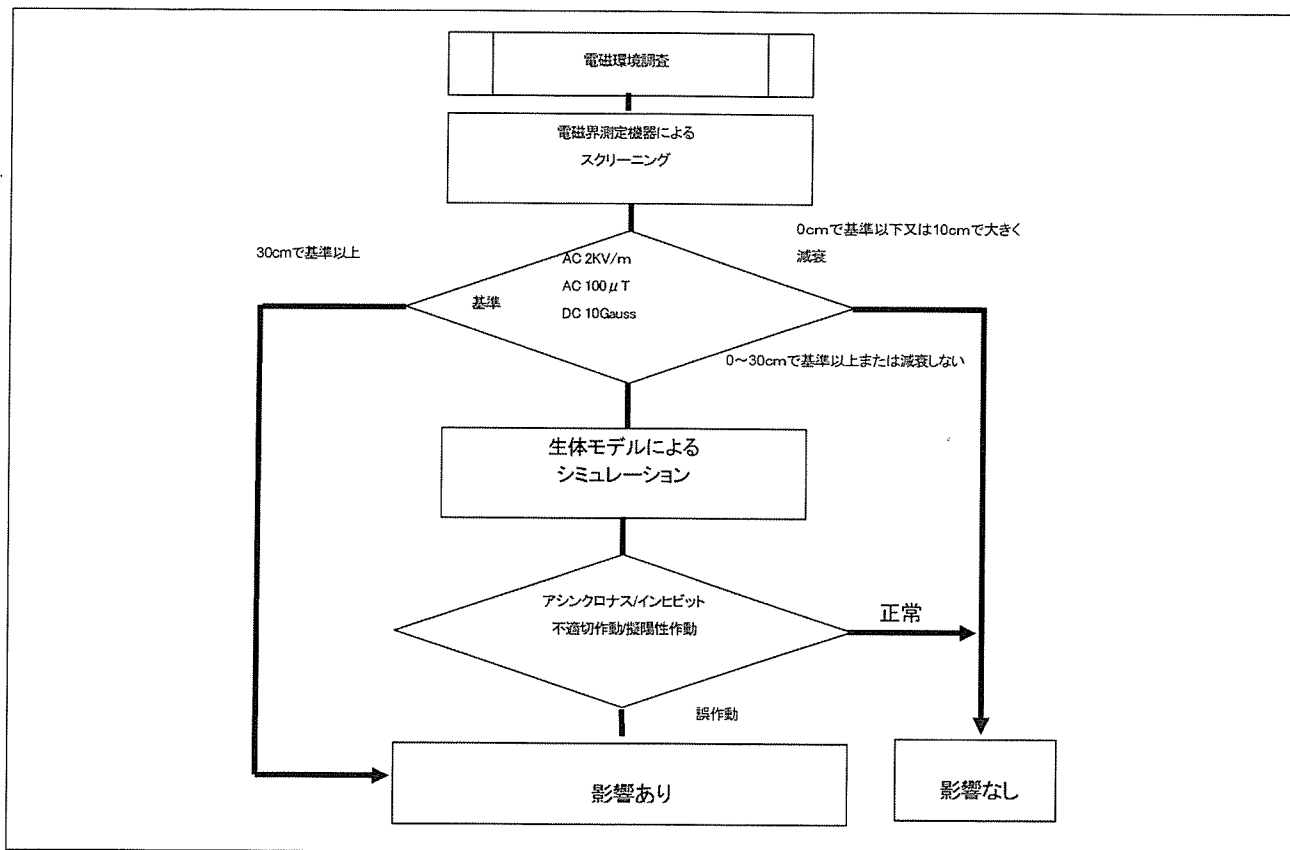 電磁環境調査
電磁界測定機器による
スクリーニング
30cmで基準以上
0cmで基準以下又は10cmで大きく
減衰
基準
AC 2KV/m
AC 100μT
DC 10Gauss
0～30cmで基準以上または減衰しない
生体モデルによる
シミュレーション
アシンクロナス/インヒビット
不適切作動/擬陽性作動
正常
誤作動
影響あり
影響なし